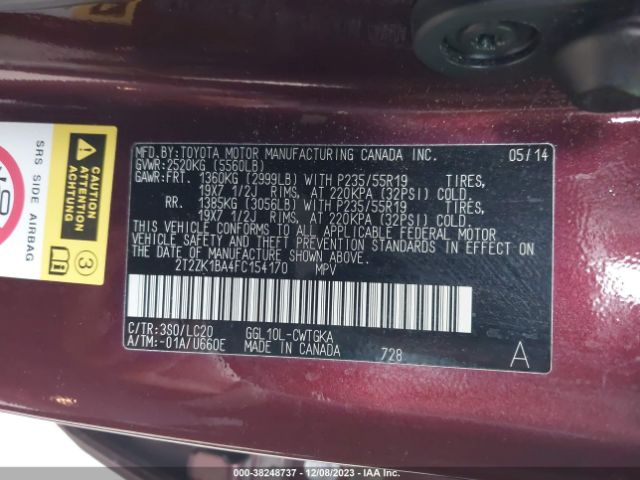 MFD.BY:TOYOTA MOTOR MANUFACTURING CANADA INC. 05/14
GVWR:2520KG (5560LB)
GAWR:FRT. 1360KG (2999LB) WITH P235/55R19 TIRES,
19X7 1/2J RIMS, AT 220KPA (32PSI) COLD
RR. 1385KG (3056LB) WITH P235/55R19 TIRES,
19X7 1/2J RIMS, AT 220KPA (32PSI) COLD
THIS VEHICLE CONFORMS TO ALL APPLICABLE FEDERAL MOTOR
VEHICLE SAFETY AND THEFT PREVENTION STANDARDS IN EFFECT ON
THE DATE OF MANUFACTURE SHOWN ABOVE.
2T2ZK1BA4FC154170 MPV
C/TR:3S0/LC20 GGL10L-CWTGKA
A/TM:-01A/U660E MADE IN CANADA 728 A
SRS SIDE AIRBAG
CAUTION
ATTENTION
ACHTUNG
3
000-38248737 - 12/08/2023 - IAAI.COM